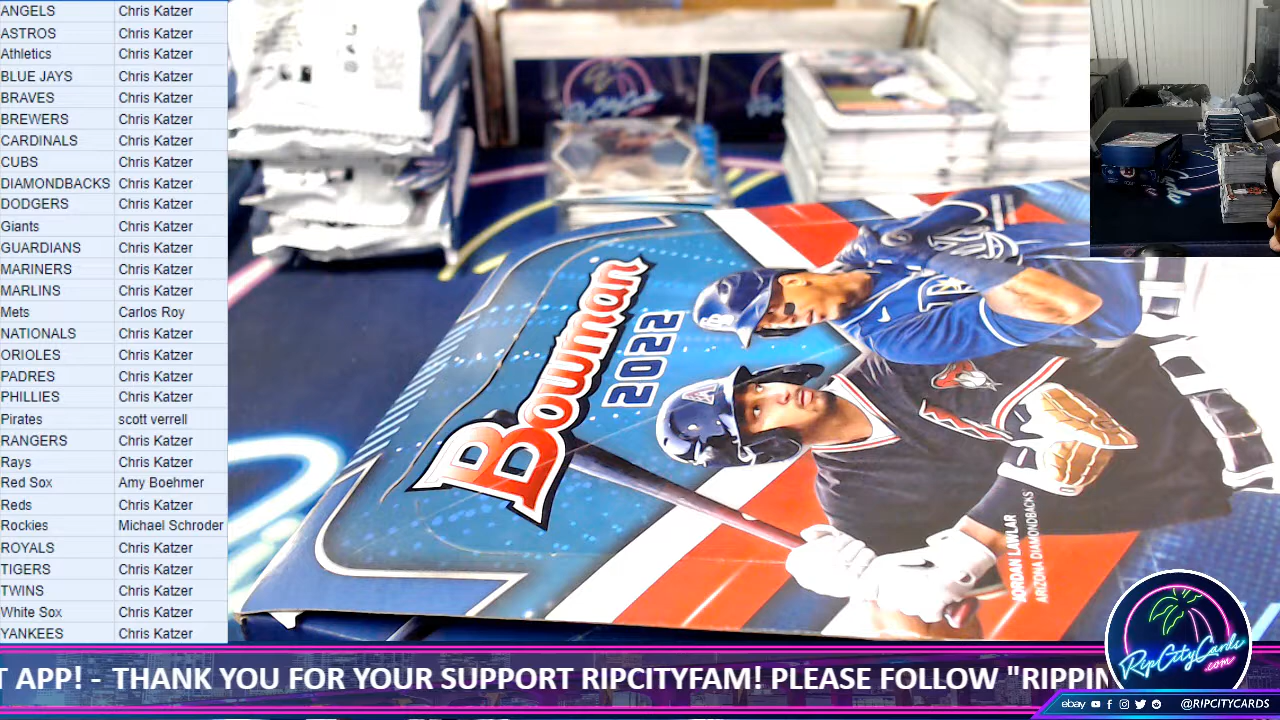 ANGELS Chris Katzer
ASTROS Chris Katzer
Athletics Chris Katzer
BLUE JAYS Chris Katzer
BRAVES Chris Katzer
BREWERS Chris Katzer
CARDINALS Chris Katzer
CUBS Chris Katzer
DIAMONDBACKS Chris Katzer
DODGERS Chris Katzer
Giants Chris Katzer
GUARDIANS Chris Katzer
MARINERS Chris Katzer
MARLINS Chris Katzer
Mets Carlos Roy
NATIONALS Chris Katzer
ORIOLES Chris Katzer
PADRES Chris Katzer
PHILLIES Chris Katzer
Pirates scott verrell
RANGERS Chris Katzer
Rays Chris Katzer
Red Sox Amy Boehmer
Reds Chris Katzer
Rockies Michael Schroder
ROYALS Chris Katzer
TIGERS Chris Katzer
TWINS Chris Katzer
White Sox Chris Katzer
YANKEES Chris Katzer
RipCityCards
Bowman
2022
JORDAN LAWLAR
ARIZONA DIAMONDBACKS
T APP! - THANK YOU FOR YOUR SUPPORT RIPCITYFAM! PLEASE FOLLOW "RIPPIN
RipCityCards
.com
ebay @RIPCITYCARDS